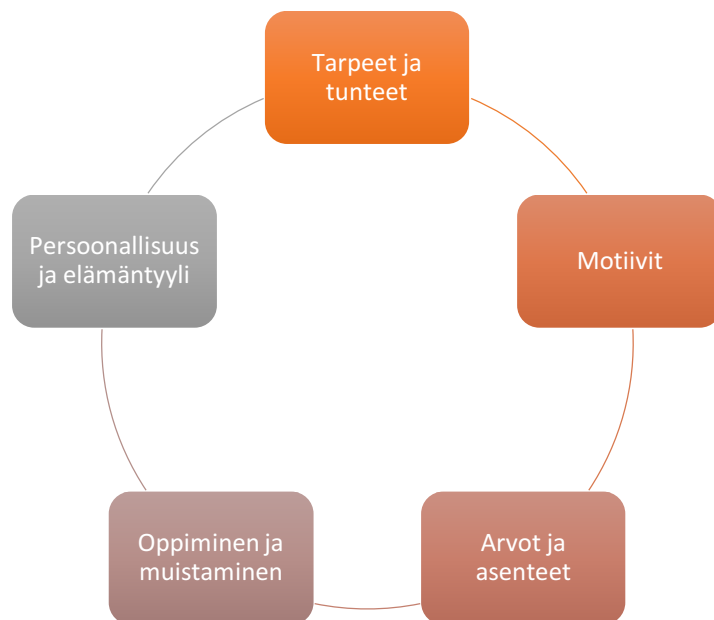 Tarpeet ja
tunteet
Motiivit
Arvot ja
asenteet
Oppiminen ja
muistaminen
Persoonallisuus
ja elämäntyyli